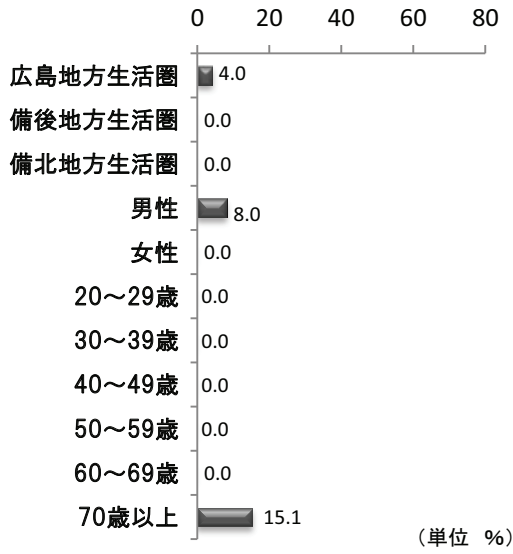 0 20 40 60 80
広島地方生活圏 4.0
備後地方生活圏 0.0
備北地方生活圏 0.0
男性 8.0
女性 0.0
20～29歳 0.0
30～39歳 0.0
40～49歳 0.0
50～59歳 0.0
60～69歳 0.0
70歳以上 15.1
（単位　%）